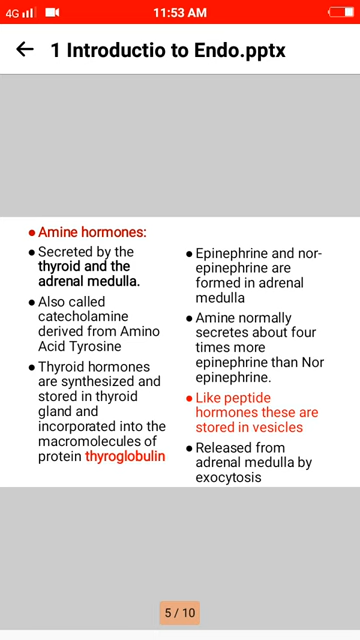 4G 11:53 AM
← 1 Introductio to Endo.pptx
● Amine hormones:
● Secreted by the
thyroid and the
adrenal medulla.
● Also called
catecholamine
derived from Amino
Acid Tyrosine
● Thyroid hormones
are synthesized and
stored in thyroid
gland and
incorporated into the
macromolecules of
protein thyroglobulin
● Epinephrine and nor-
epinephrine are
formed in adrenal
medulla
● Amine normally
secretes about four
times more
epinephrine than Nor
epinephrine.
● Like peptide
hormones these are
stored in vesicles
● Released from
adrenal medulla by
exocytosis
5 / 10